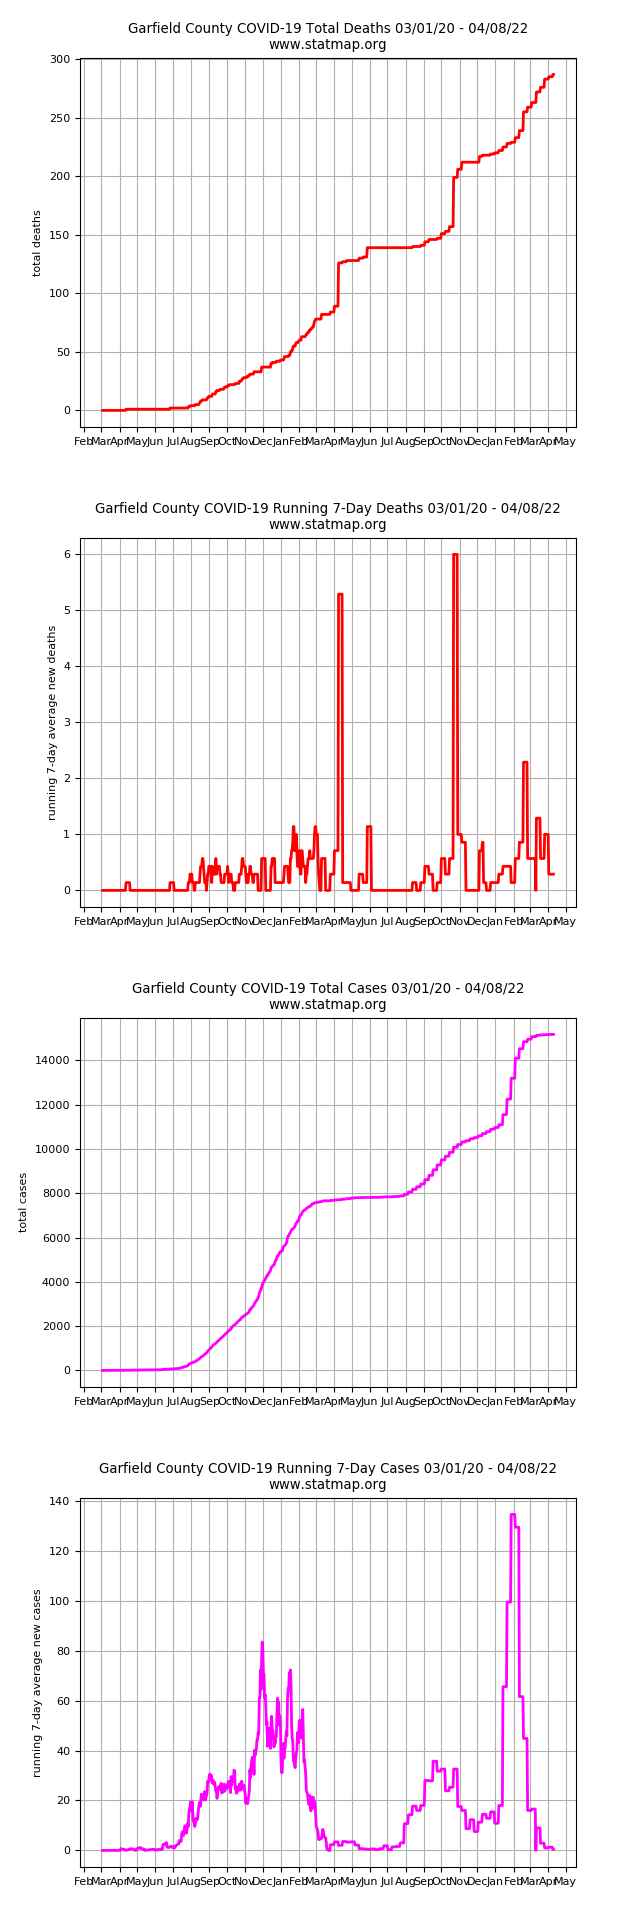 Garfield County COVID-19 Total Deaths 03/01/20 - 04/08/22
www.statmap.org
300
250
200
150
100
50
0
total deaths
Feb Mar Apr May Jun Jul Aug Sep Oct Nov Dec Jan Feb Mar Apr May Jun Jul Aug Sep Oct Nov Dec Jan Feb Mar Apr May
Garfield County COVID-19 Running 7-Day Deaths 03/01/20 - 04/08/22
www.statmap.org
6
5
4
3
2
1
0
running 7-day average new deaths
Feb Mar Apr May Jun Jul Aug Sep Oct Nov Dec Jan Feb Mar Apr May Jun Jul Aug Sep Oct Nov Dec Jan Feb Mar Apr May
Garfield County COVID-19 Total Cases 03/01/20 - 04/08/22
www.statmap.org
14000
12000
10000
8000
6000
4000
2000
0
total cases
Feb Mar Apr May Jun Jul Aug Sep Oct Nov Dec Jan Feb Mar Apr May Jun Jul Aug Sep Oct Nov Dec Jan Feb Mar Apr May
Garfield County COVID-19 Running 7-Day Cases 03/01/20 - 04/08/22
www.statmap.org
140
120
100
80
60
40
20
0
running 7-day average new cases
Feb Mar Apr May Jun Jul Aug Sep Oct Nov Dec Jan Feb Mar Apr May Jun Jul Aug Sep Oct Nov Dec Jan Feb Mar Apr May